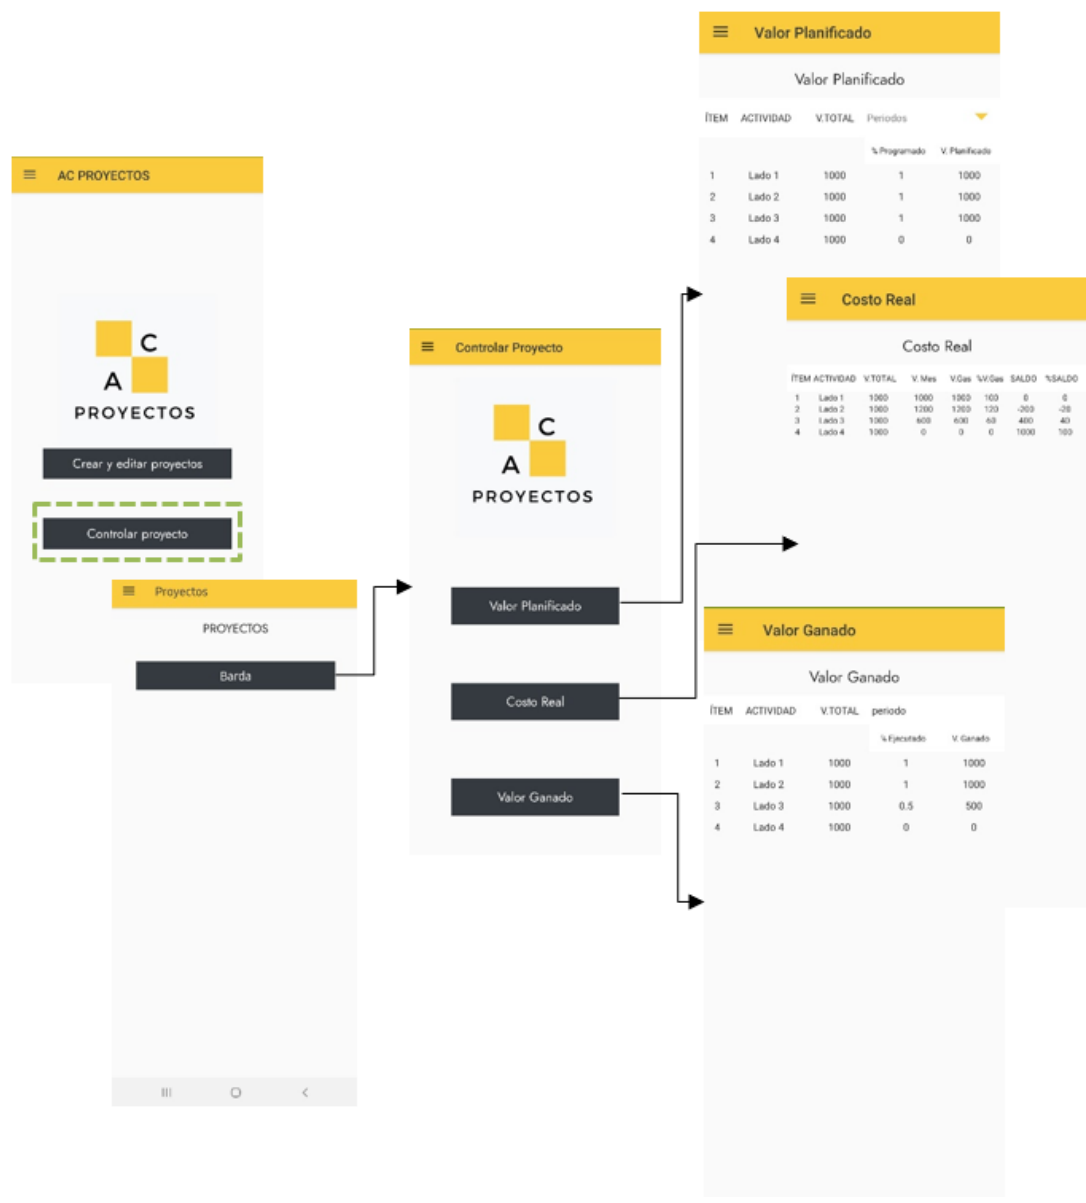 AC PROYECTOS
C
A
PROYECTOS
Crear y editar proyectos
Controlar proyecto
Proyectos
PROYECTOS
Barda
Controlar Proyecto
C
A
PROYECTOS
Valor Planificado
Costo Real
Valor Ganado
Valor Planificado
Valor Planificado
ÍTEM ACTIVIDAD V.TOTAL Periodos
% Programado V. Planificado
1 Lado 1 1000 1 1000
2 Lado 2 1000 1 1000
3 Lado 3 1000 1 1000
4 Lado 4 1000 0 0
Costo Real
Costo Real
ÍTEM ACTIVIDAD V.TOTAL V. Mes V.Gas %V.Gas SALDO %SALDO
1 Lado 1 1000 1000 1000 100 0 0
2 Lado 2 1000 1200 1200 120 -200 -20
3 Lado 3 1000 600 600 60 400 40
4 Lado 4 1000 0 0 0 1000 100
Valor Ganado
Valor Ganado
ÍTEM ACTIVIDAD V.TOTAL periodo
% Ejecutado V. Ganado
1 Lado 1 1000 1 1000
2 Lado 2 1000 1 1000
3 Lado 3 1000 0.5 500
4 Lado 4 1000 0 0